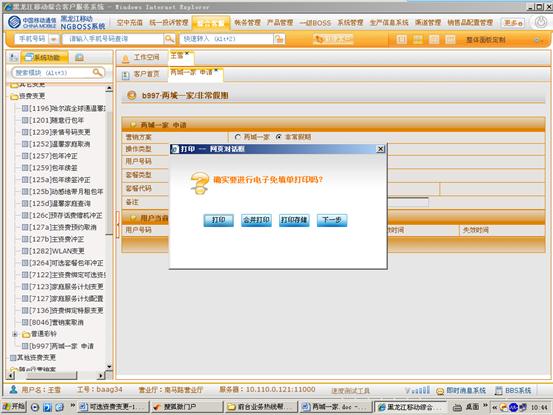 黑龙江移动综合客户服务系统 - Windows Internet Explorer
中国移动通信 CHINA MOBILE 黑龙江移动 NGBOSS系统 空中充值 统一投诉管理 综合客服 帐务管理 产品管理 一级BOSS 系统管理 生产信息系统 渠道管理 销售品配置管理 更多
手机号码 请输入手机号码查询 快速转入 (Alt+Z) 整体面板定制
系统功能 工作空间 王雪
搜索模块 (Alt+3) 客户首页 两城一家 申请
其它变更
资费变更
b997·两城一家/非常假期
[1196]哈尔滨全球通温馨
[1201]随意行包年
[1239]亲情号码变更
[1252]温馨家庭取消
[1257]包年冲正
[1259]包年续签
[125a]包年续签冲正
[125b]动感地带月租包年
[125d]温馨家庭查询
[126f]预存话费赠机冲正
[127a]主资费预约取消
[127b]主资费冲正
[1282]WLAN变更
[3264]可选套餐包年冲正
[7122]主资费绑定可选资
[7123]家庭服务计划变更
[7127]家庭服务计划配置
[7136]资费绑定特服变更
[8046]营销案取消
普通彩铃
[b997]两城一家 申请
其他资费变更
随e行营销案
两城一家 申请
营销方案 两城一家 非常假期
操作类型
用户号码
套餐类型
套餐代码
备注
用户当前
用户号码 失效时间
打印 -- 网页对话框
确实要进行电子免填单打印吗?
打印 合并打印 打印存储 下一步
用户名:王雪 工号:baag34 营业厅:南马路营业厅 服务器:10.110.0.121:11000 速度测试工具 即时消息系统 BBS系统
开始 可选资费变更-1... 搜狐微门户 前台业务热线帮... 两城一家.doc - ... 黑龙江移动综合... 桌面 10:44